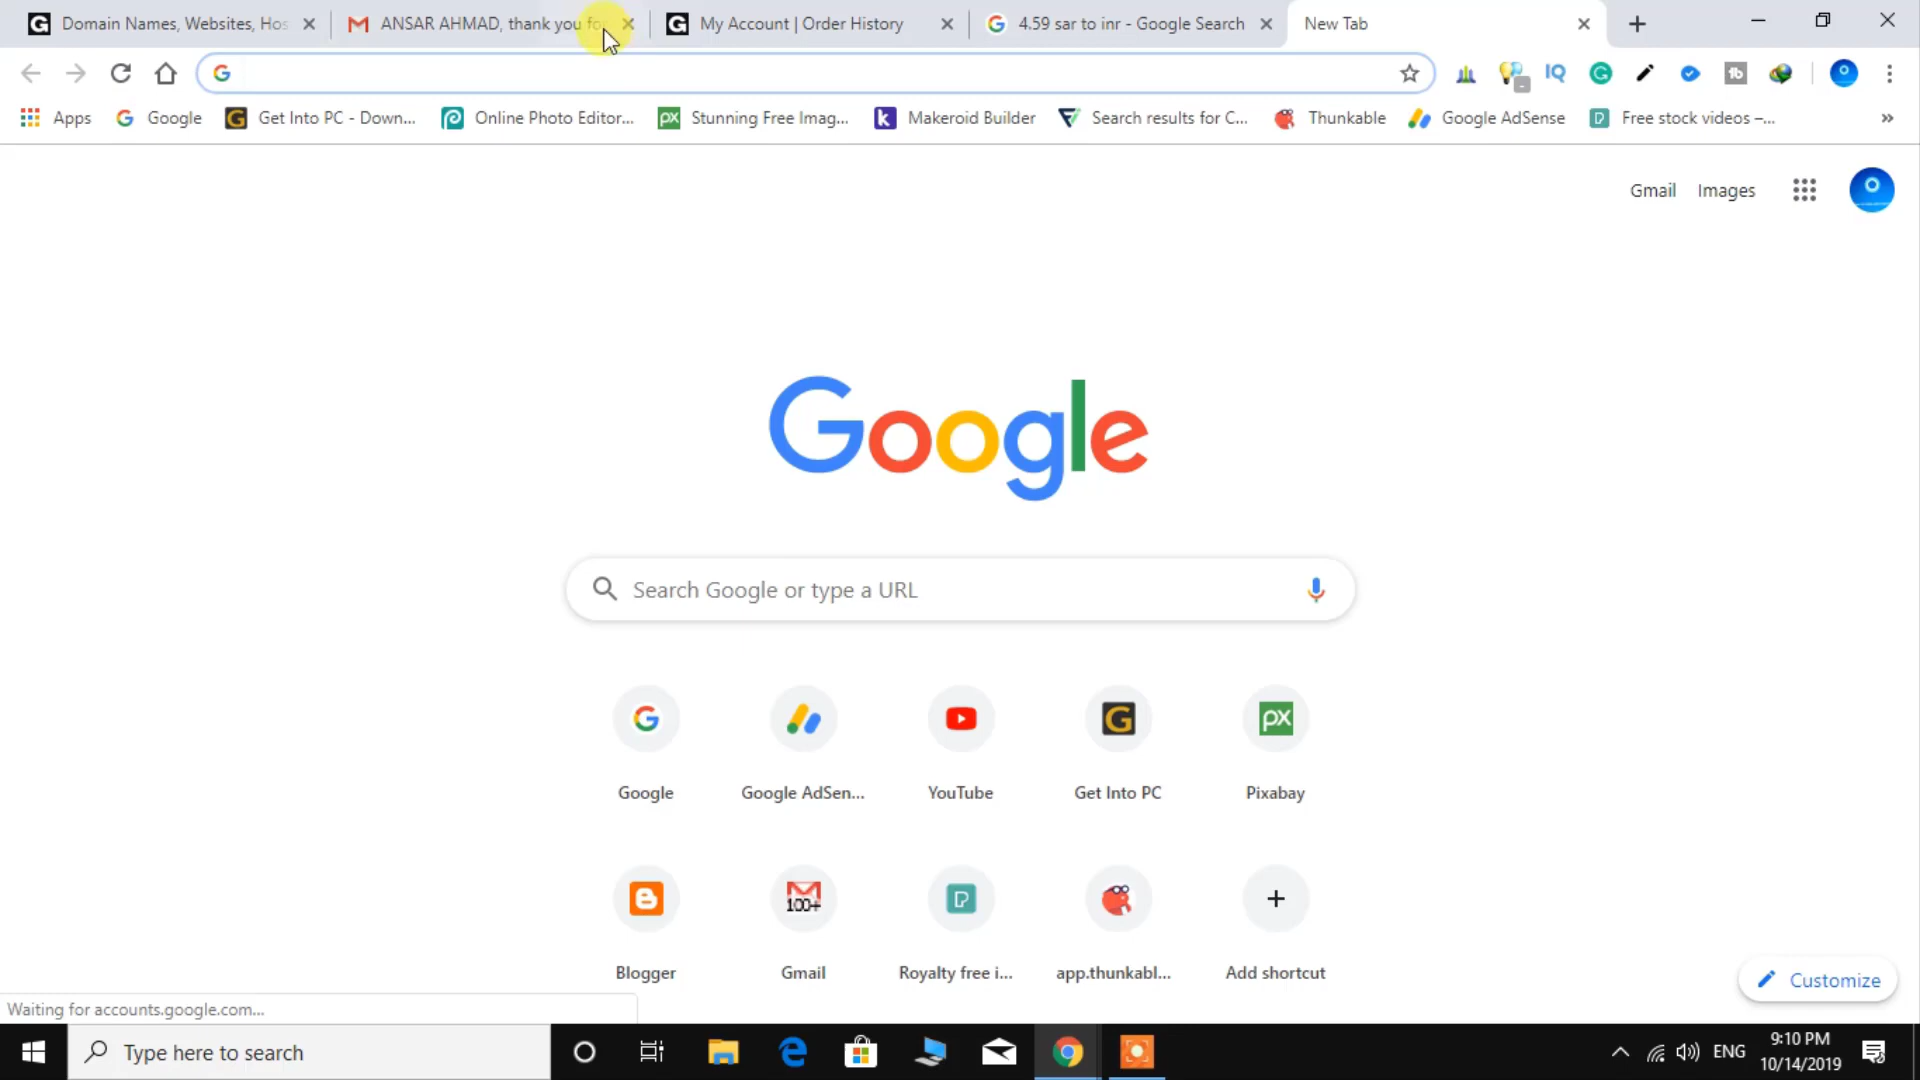 Domain Names, Websites, Hos
ANSAR AHMAD, thank you fo
My Account | Order History
4.59 sar to inr - Google Search
New Tab
Apps
Google
Get Into PC - Down...
Online Photo Editor...
Stunning Free Imag...
Makeroid Builder
Search results for C...
Thunkable
Google AdSense
Free stock videos –...
Gmail
Images
Google
Search Google or type a URL
Google
Google AdSen...
YouTube
Get Into PC
Pixabay
100+
Blogger
Gmail
Royalty free i...
app.thunkabl...
Add shortcut
Customize
Waiting for accounts.google.com...
Type here to search
ENG
9:10 PM
10/14/2019